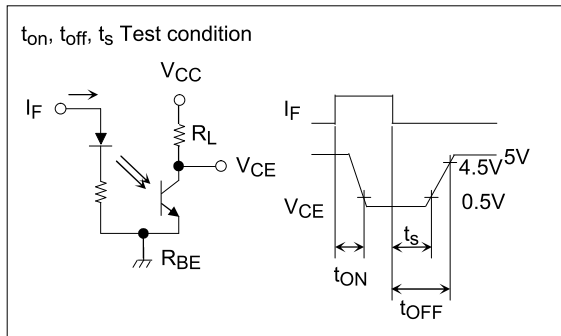 ton, toff, ts Test condition
VCC
IF
RL
VCE
RBE
IF
VCE
5V
4.5V
0.5V
ts
tON
tOFF